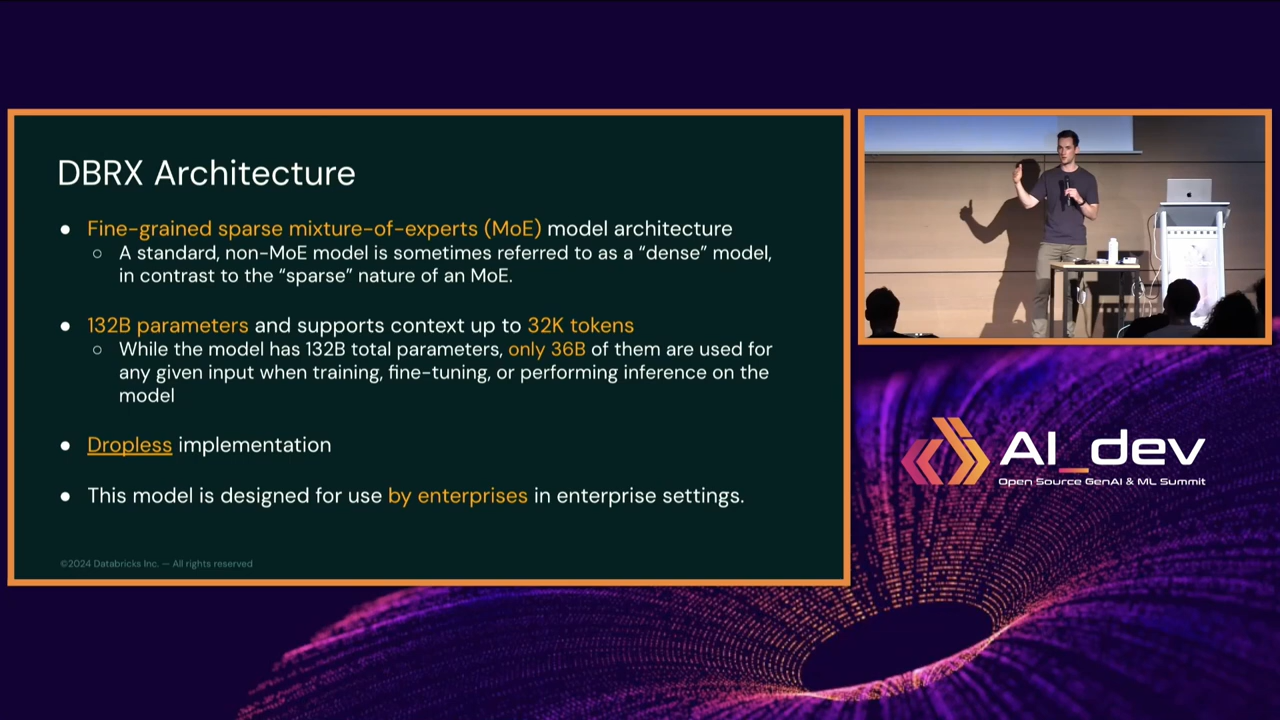 DBRX Architecture
● Fine-grained sparse mixture-of-experts (MoE) model architecture
○ A standard, non-MoE model is sometimes referred to as a “dense” model,
in contrast to the “sparse” nature of an MoE.
● 132B parameters and supports context up to 32K tokens
○ While the model has 132B total parameters, only 36B of them are used for
any given input when training, fine-tuning, or performing inference on the
model
● Dropless implementation
● This model is designed for use by enterprises in enterprise settings.
©2024 Databricks Inc. — All rights reserved
AI_dev
Open Source GenAI & ML Summit